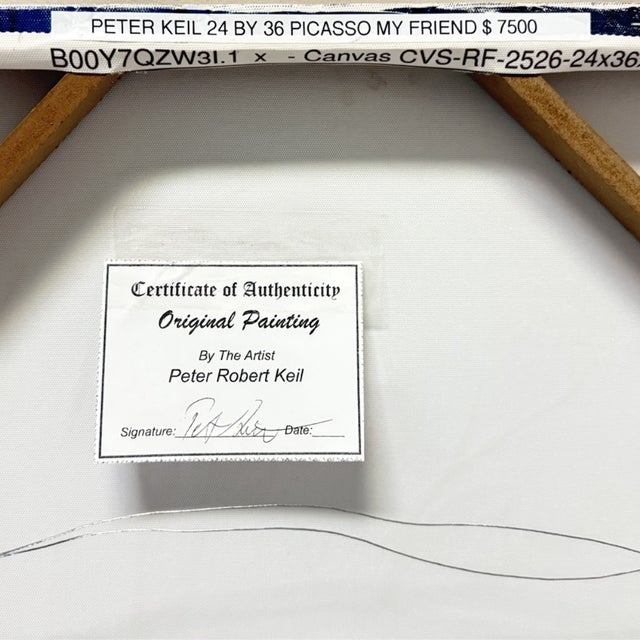 PETER KEIL 24 BY 36 PICASSO MY FRIEND $ 7500
B00Y7QZW3I.1 x - Canvas CVS-RF-2526-24x36
Certificate of Authenticity
Original Painting
By The Artist
Peter Robert Keil
Signature: Date: